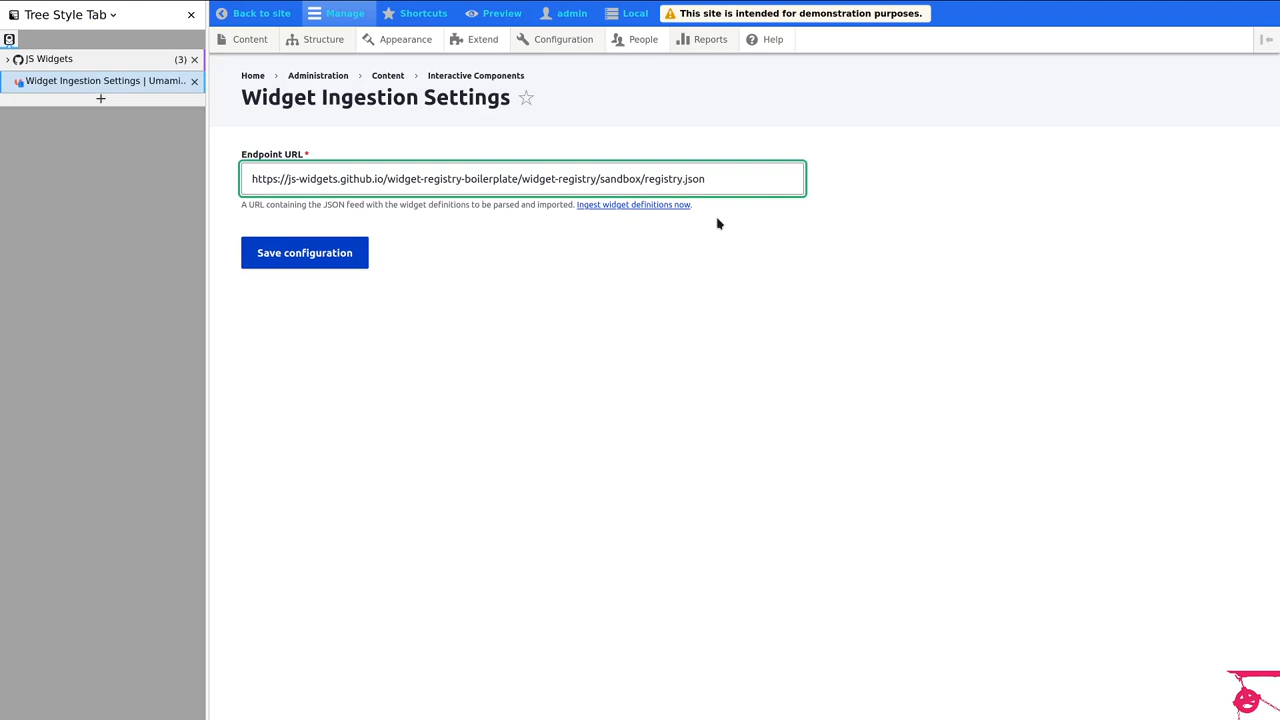 Tree Style Tab
JS Widgets (3)
Widget Ingestion Settings | Umami..
Back to site Manage Shortcuts Preview admin Local This site is intended for demonstration purposes.
Content Structure Appearance Extend Configuration People Reports Help
Home › Administration › Content › Interactive Components
Widget Ingestion Settings
Endpoint URL *
https://js-widgets.github.io/widget-registry-boilerplate/widget-registry/sandbox/registry.json
A URL containing the JSON feed with the widget definitions to be parsed and imported. Ingest widget definitions now.
Save configuration